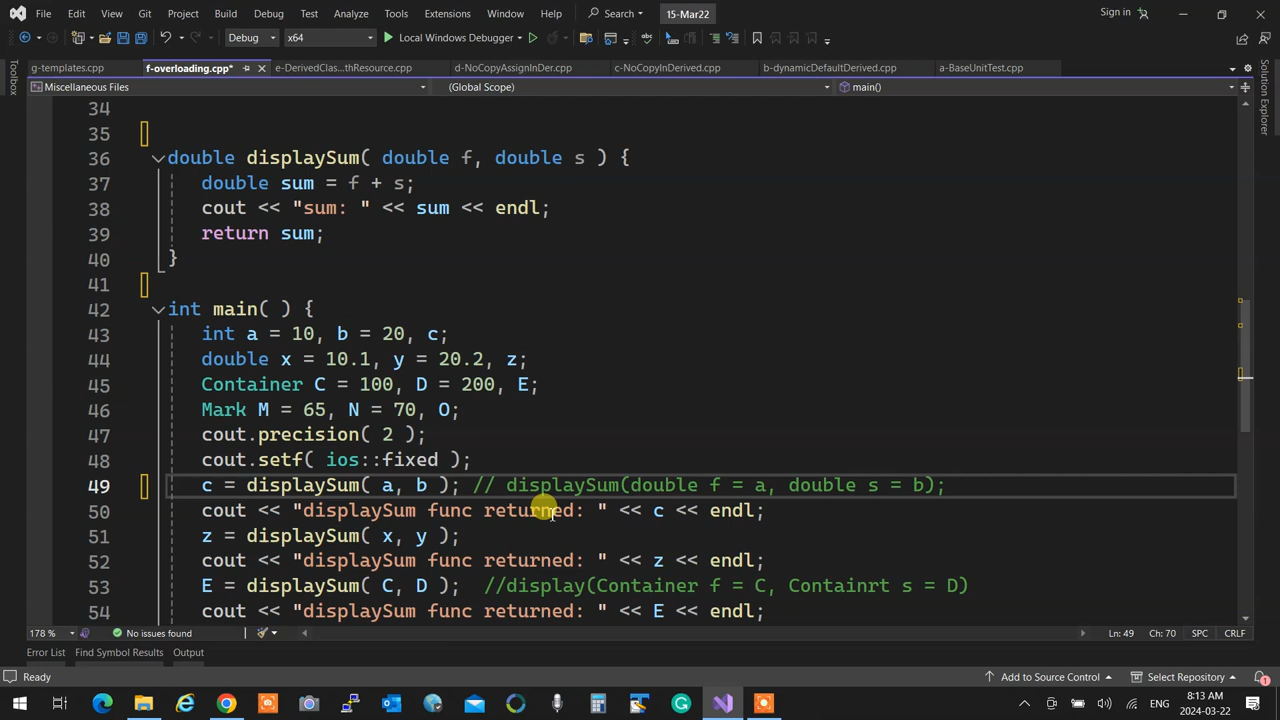 File Edit View Git Project Build Debug Test Analyze Tools Extensions Window Help Search 15-Mar22 Sign in
Debug x64 Local Windows Debugger
g-templates.cpp f-overloading.cpp* e-DerivedClas...thResource.cpp d-NoCopyAssignInDer.cpp c-NoCopyInDerived.cpp b-dynamicDefaultDerived.cpp a-BaseUnitTest.cpp
Miscellaneous Files (Global Scope) main()
Toolbox
Solution Explorer
34
35
36 double displaySum( double f, double s ) {
37 double sum = f + s;
38 cout << "sum: " << sum << endl;
39 return sum;
40 }
41
42 int main( ) {
43 int a = 10, b = 20, c;
44 double x = 10.1, y = 20.2, z;
45 Container C = 100, D = 200, E;
46 Mark M = 65, N = 70, O;
47 cout.precision( 2 );
48 cout.setf( ios::fixed );
49 c = displaySum( a, b ); // displaySum(double f = a, double s = b);
50 cout << "displaySum func returned: " << c << endl;
51 z = displaySum( x, y );
52 cout << "displaySum func returned: " << z << endl;
53 E = displaySum( C, D ); //display(Container f = C, Containrt s = D)
54 cout << "displaySum func returned: " << E << endl;
178 % No issues found Ln: 49 Ch: 70 SPC CRLF
Error List Find Symbol Results Output
Ready Add to Source Control Select Repository 1
ENG 8:13 AM
2024-03-22